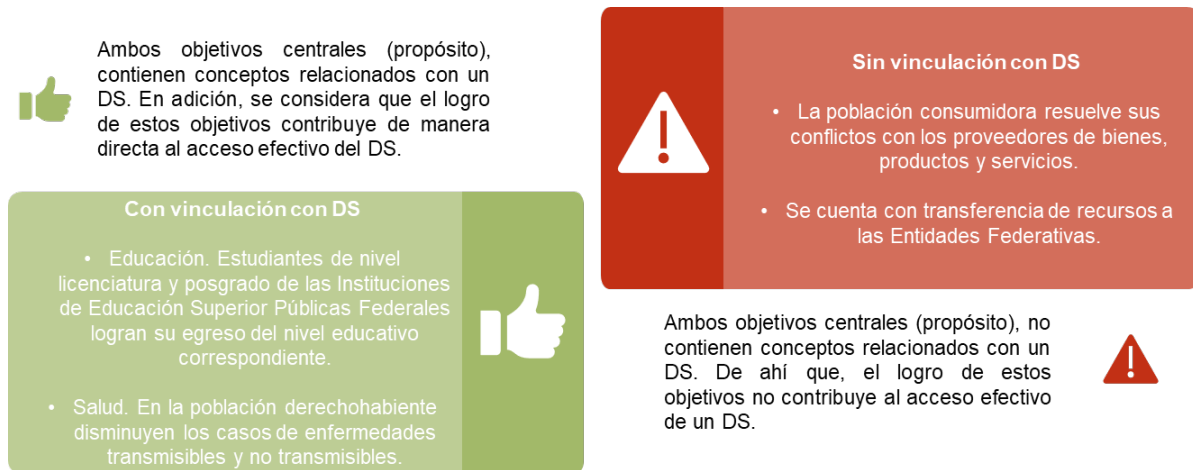 Ambos objetivos centrales (propósito),
contienen conceptos relacionados con un
DS. En adición, se considera que el logro
de estos objetivos contribuye de manera
directa al acceso efectivo del DS.
Con vinculación con DS
• Educación. Estudiantes de nivel
licenciatura y posgrado de las Instituciones
de Educación Superior Públicas Federales
logran su egreso del nivel educativo
correspondiente.
• Salud. En la población derechohabiente
disminuyen los casos de enfermedades
transmisibles y no transmisibles.
Sin vinculación con DS
• La población consumidora resuelve sus
conflictos con los proveedores de bienes,
productos y servicios.
• Se cuenta con transferencia de recursos a
las Entidades Federativas.
Ambos objetivos centrales (propósito), no
contienen conceptos relacionados con un
DS. De ahí que, el logro de estos
objetivos no contribuye al acceso efectivo
de un DS.